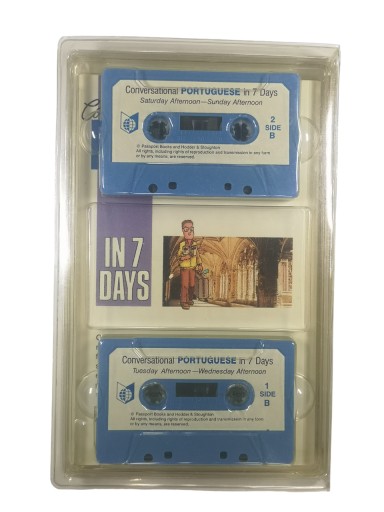 Conversational PORTUGUESE in 7 Days
Saturday Afternoon—Sunday Afternoon
2
SIDE
B
© Passport Books and Hodder & Stoughton
All rights, including rights of reproduction and transmission in any form
or by any means, are reserved.
IN 7
DAYS
Conversational PORTUGUESE in 7 Days
Tuesday Afternoon—Wednesday Afternoon
1
SIDE
B
© Passport Books and Hodder & Stoughton
All rights, including rights of reproduction and transmission in any form
or by any means, are reserved.